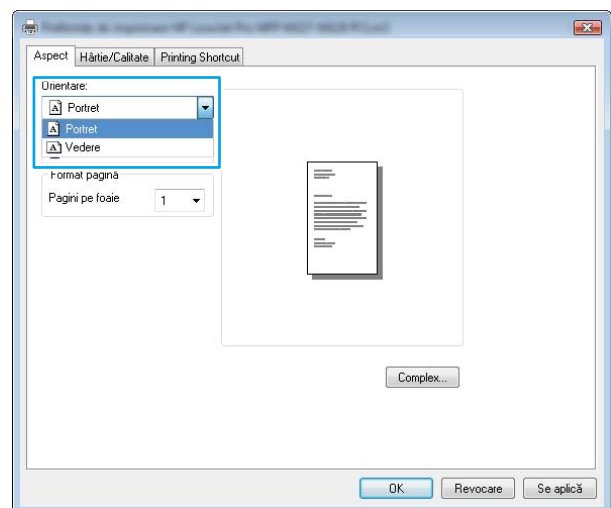 Aspect
Hârtie/Calitate
Printing Shortcut
Orientare:
A Portret
A Portret
A Vedere
Format pagină
Pagini pe foaie 1
Complex...
OK
Revocare
Se aplică